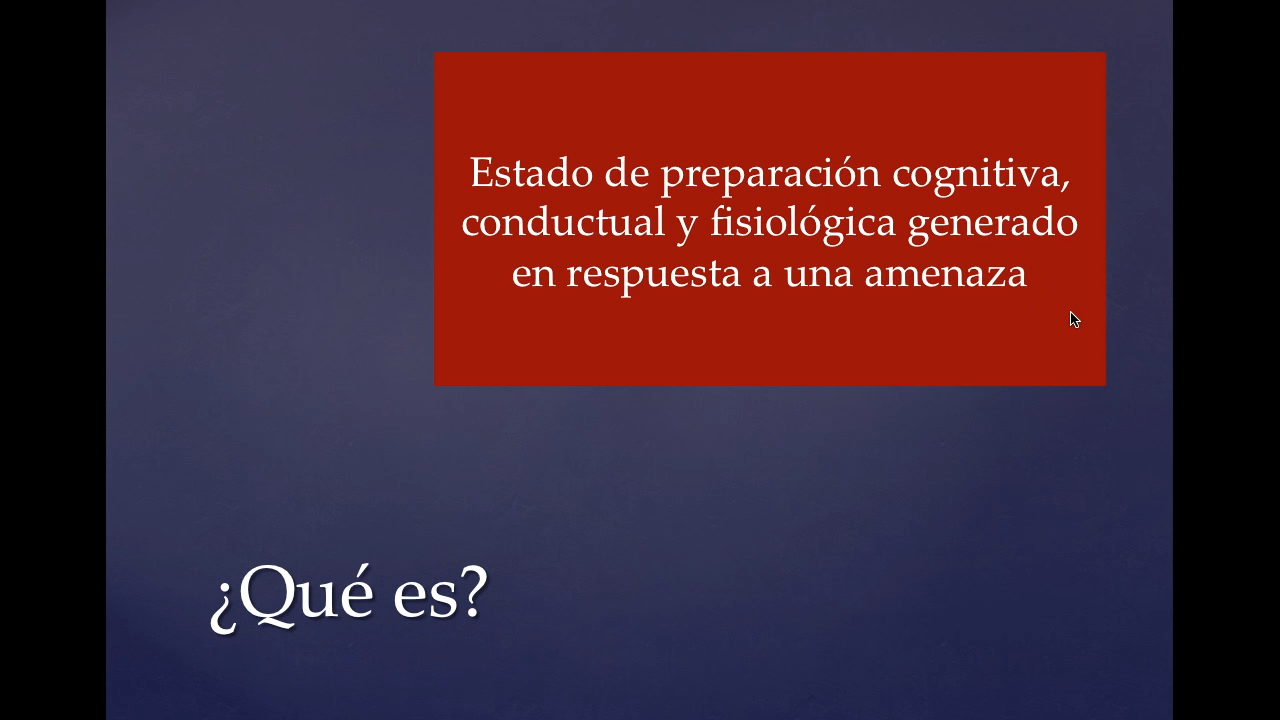 Estado de preparación cognitiva,
conductual y fisiológica generado
en respuesta a una amenaza
¿Qué es?